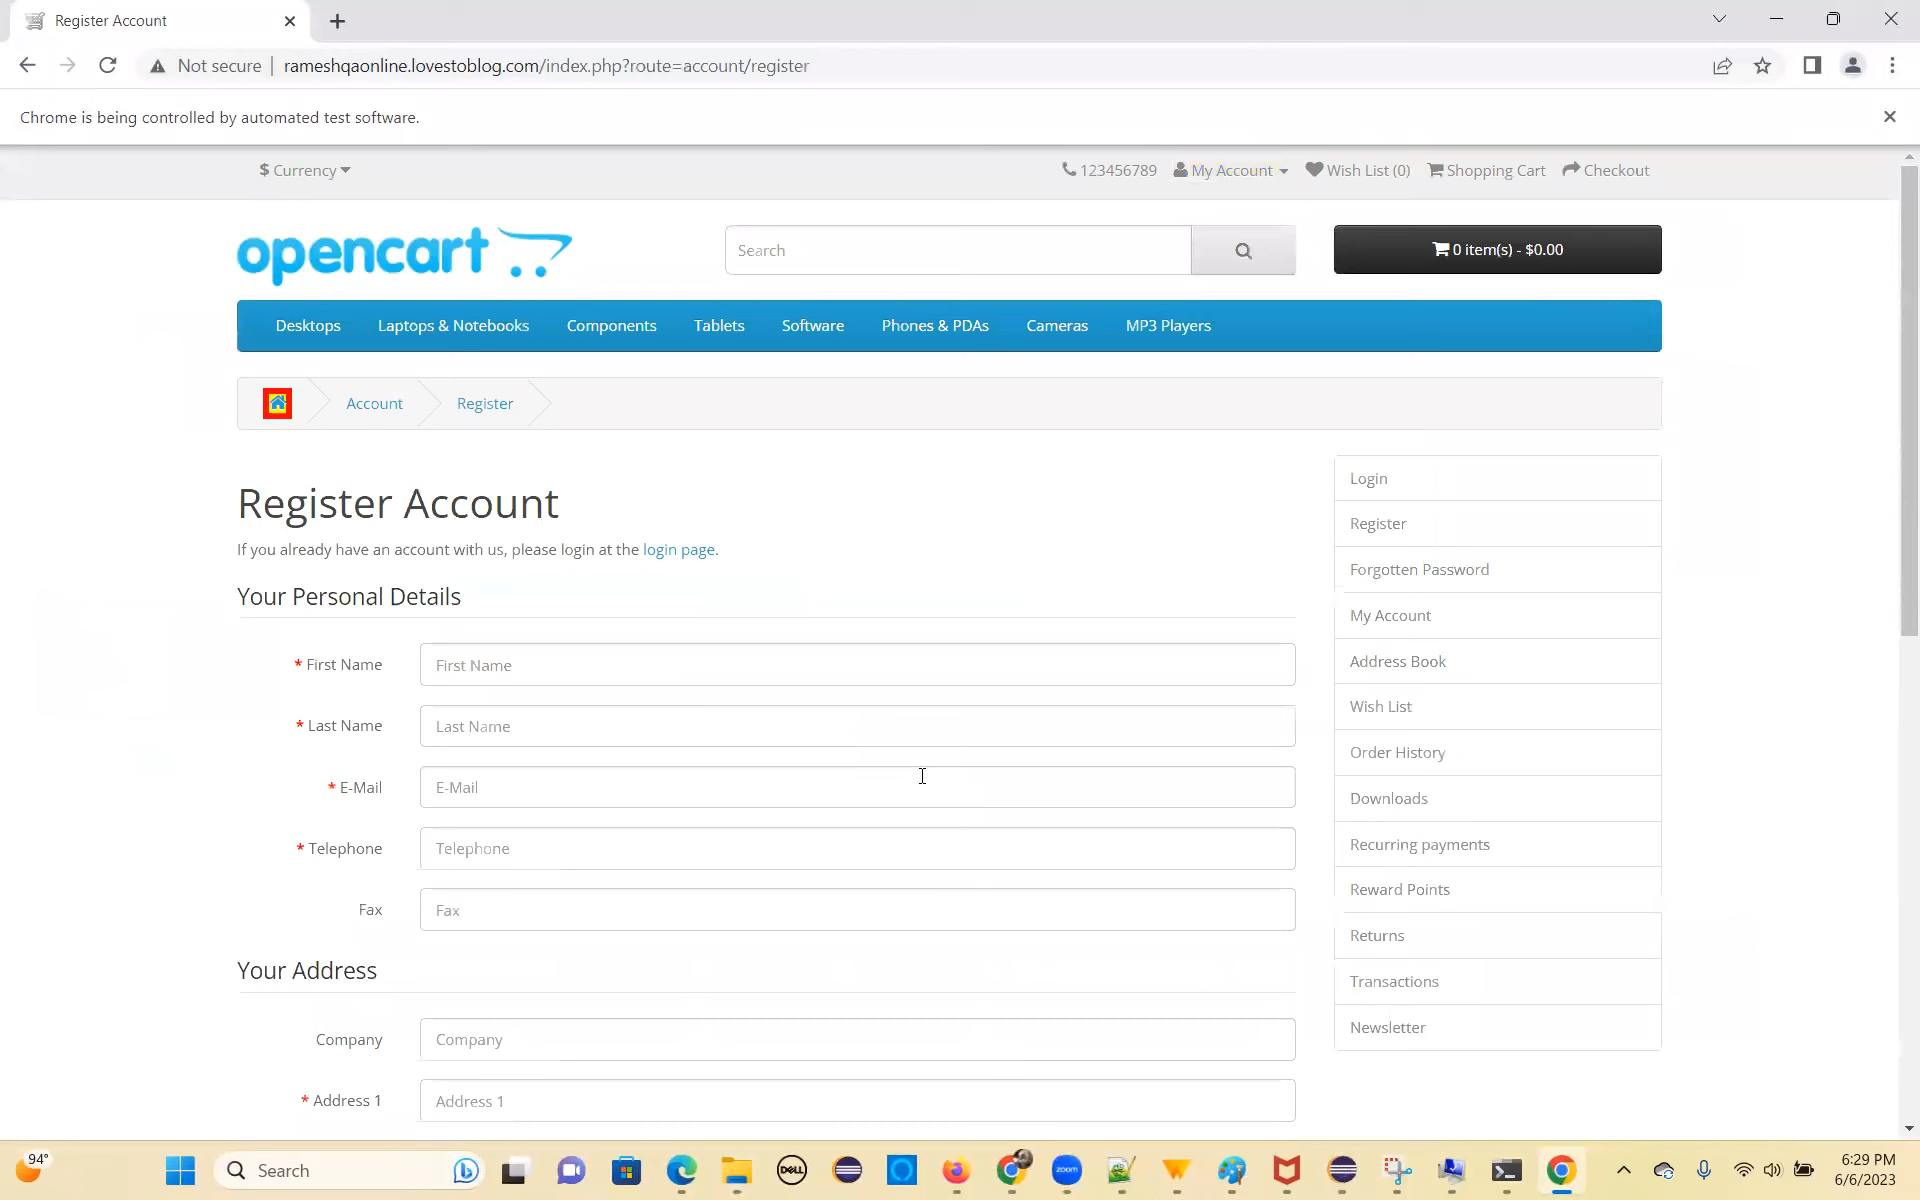 Register Account
Not secure | rameshqaonline.lovestoblog.com/index.php?route=account/register
Chrome is being controlled by automated test software.
$ Currency 123456789 My Account Wish List (0) Shopping Cart Checkout
opencart Search 0 item(s) - $0.00
Desktops Laptops & Notebooks Components Tablets Software Phones & PDAs Cameras MP3 Players
Account Register
Register Account
If you already have an account with us, please login at the login page.
Your Personal Details
* First Name First Name
* Last Name Last Name
* E-Mail E-Mail
* Telephone Telephone
Fax Fax
Your Address
Company Company
* Address 1 Address 1
Login
Register
Forgotten Password
My Account
Address Book
Wish List
Order History
Downloads
Recurring payments
Reward Points
Returns
Transactions
Newsletter
94°
Search
DELL
zoom
6:29 PM
6/6/2023